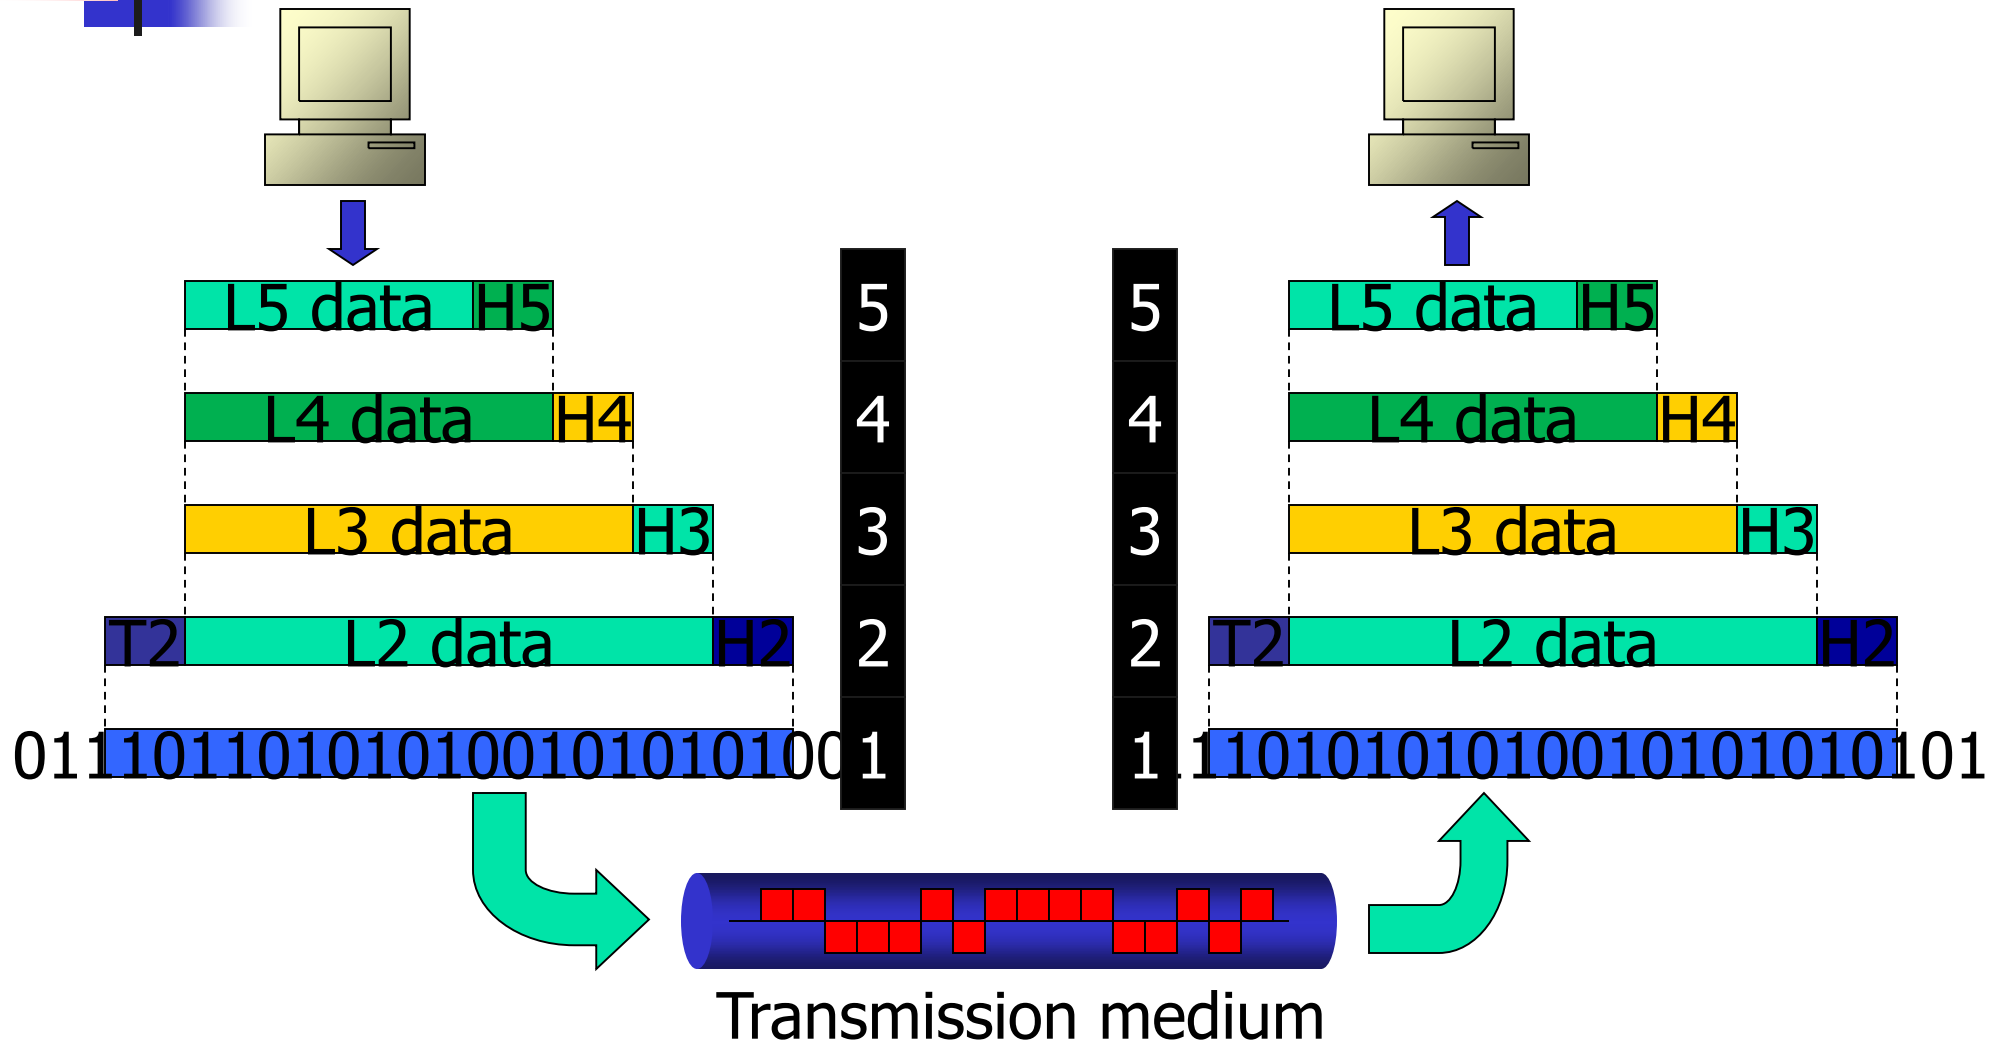 L5 data H5 5 5 L5 data H5
L4 data H4 4 4 L4 data H4
L3 data H3 3 3 L3 data H3
T2 L2 data H2 2 2 T2 L2 data H2
011101101010100101010100 1 1 11010101010010101010101
Transmission medium